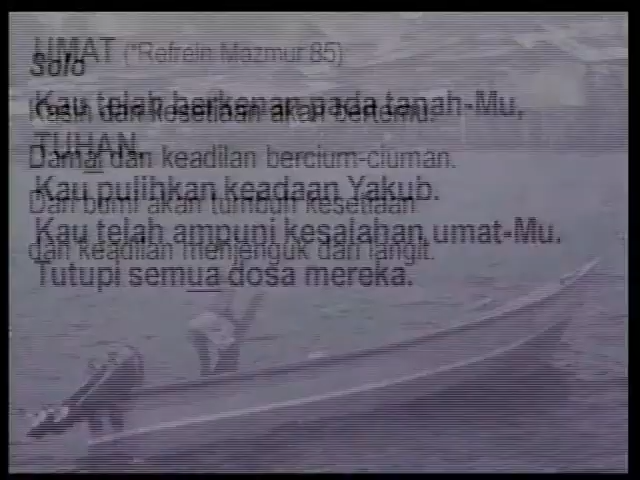 UMAT (*Refrein Mazmur 85)
Solo
Kau telah berkenan pada tanah-Mu,
Kasih dan kesetiaan akan bertemu.
TUHAN.
Damai dan keadilan bercium-ciuman.
Kau pulihkan keadaan Yakub.
Dari bumi akan tumbuh kesetiaan
Kau telah ampuni kesalahan umat-Mu.
dan keadilan menjenguk dari langit.
Tutupi semua dosa mereka.